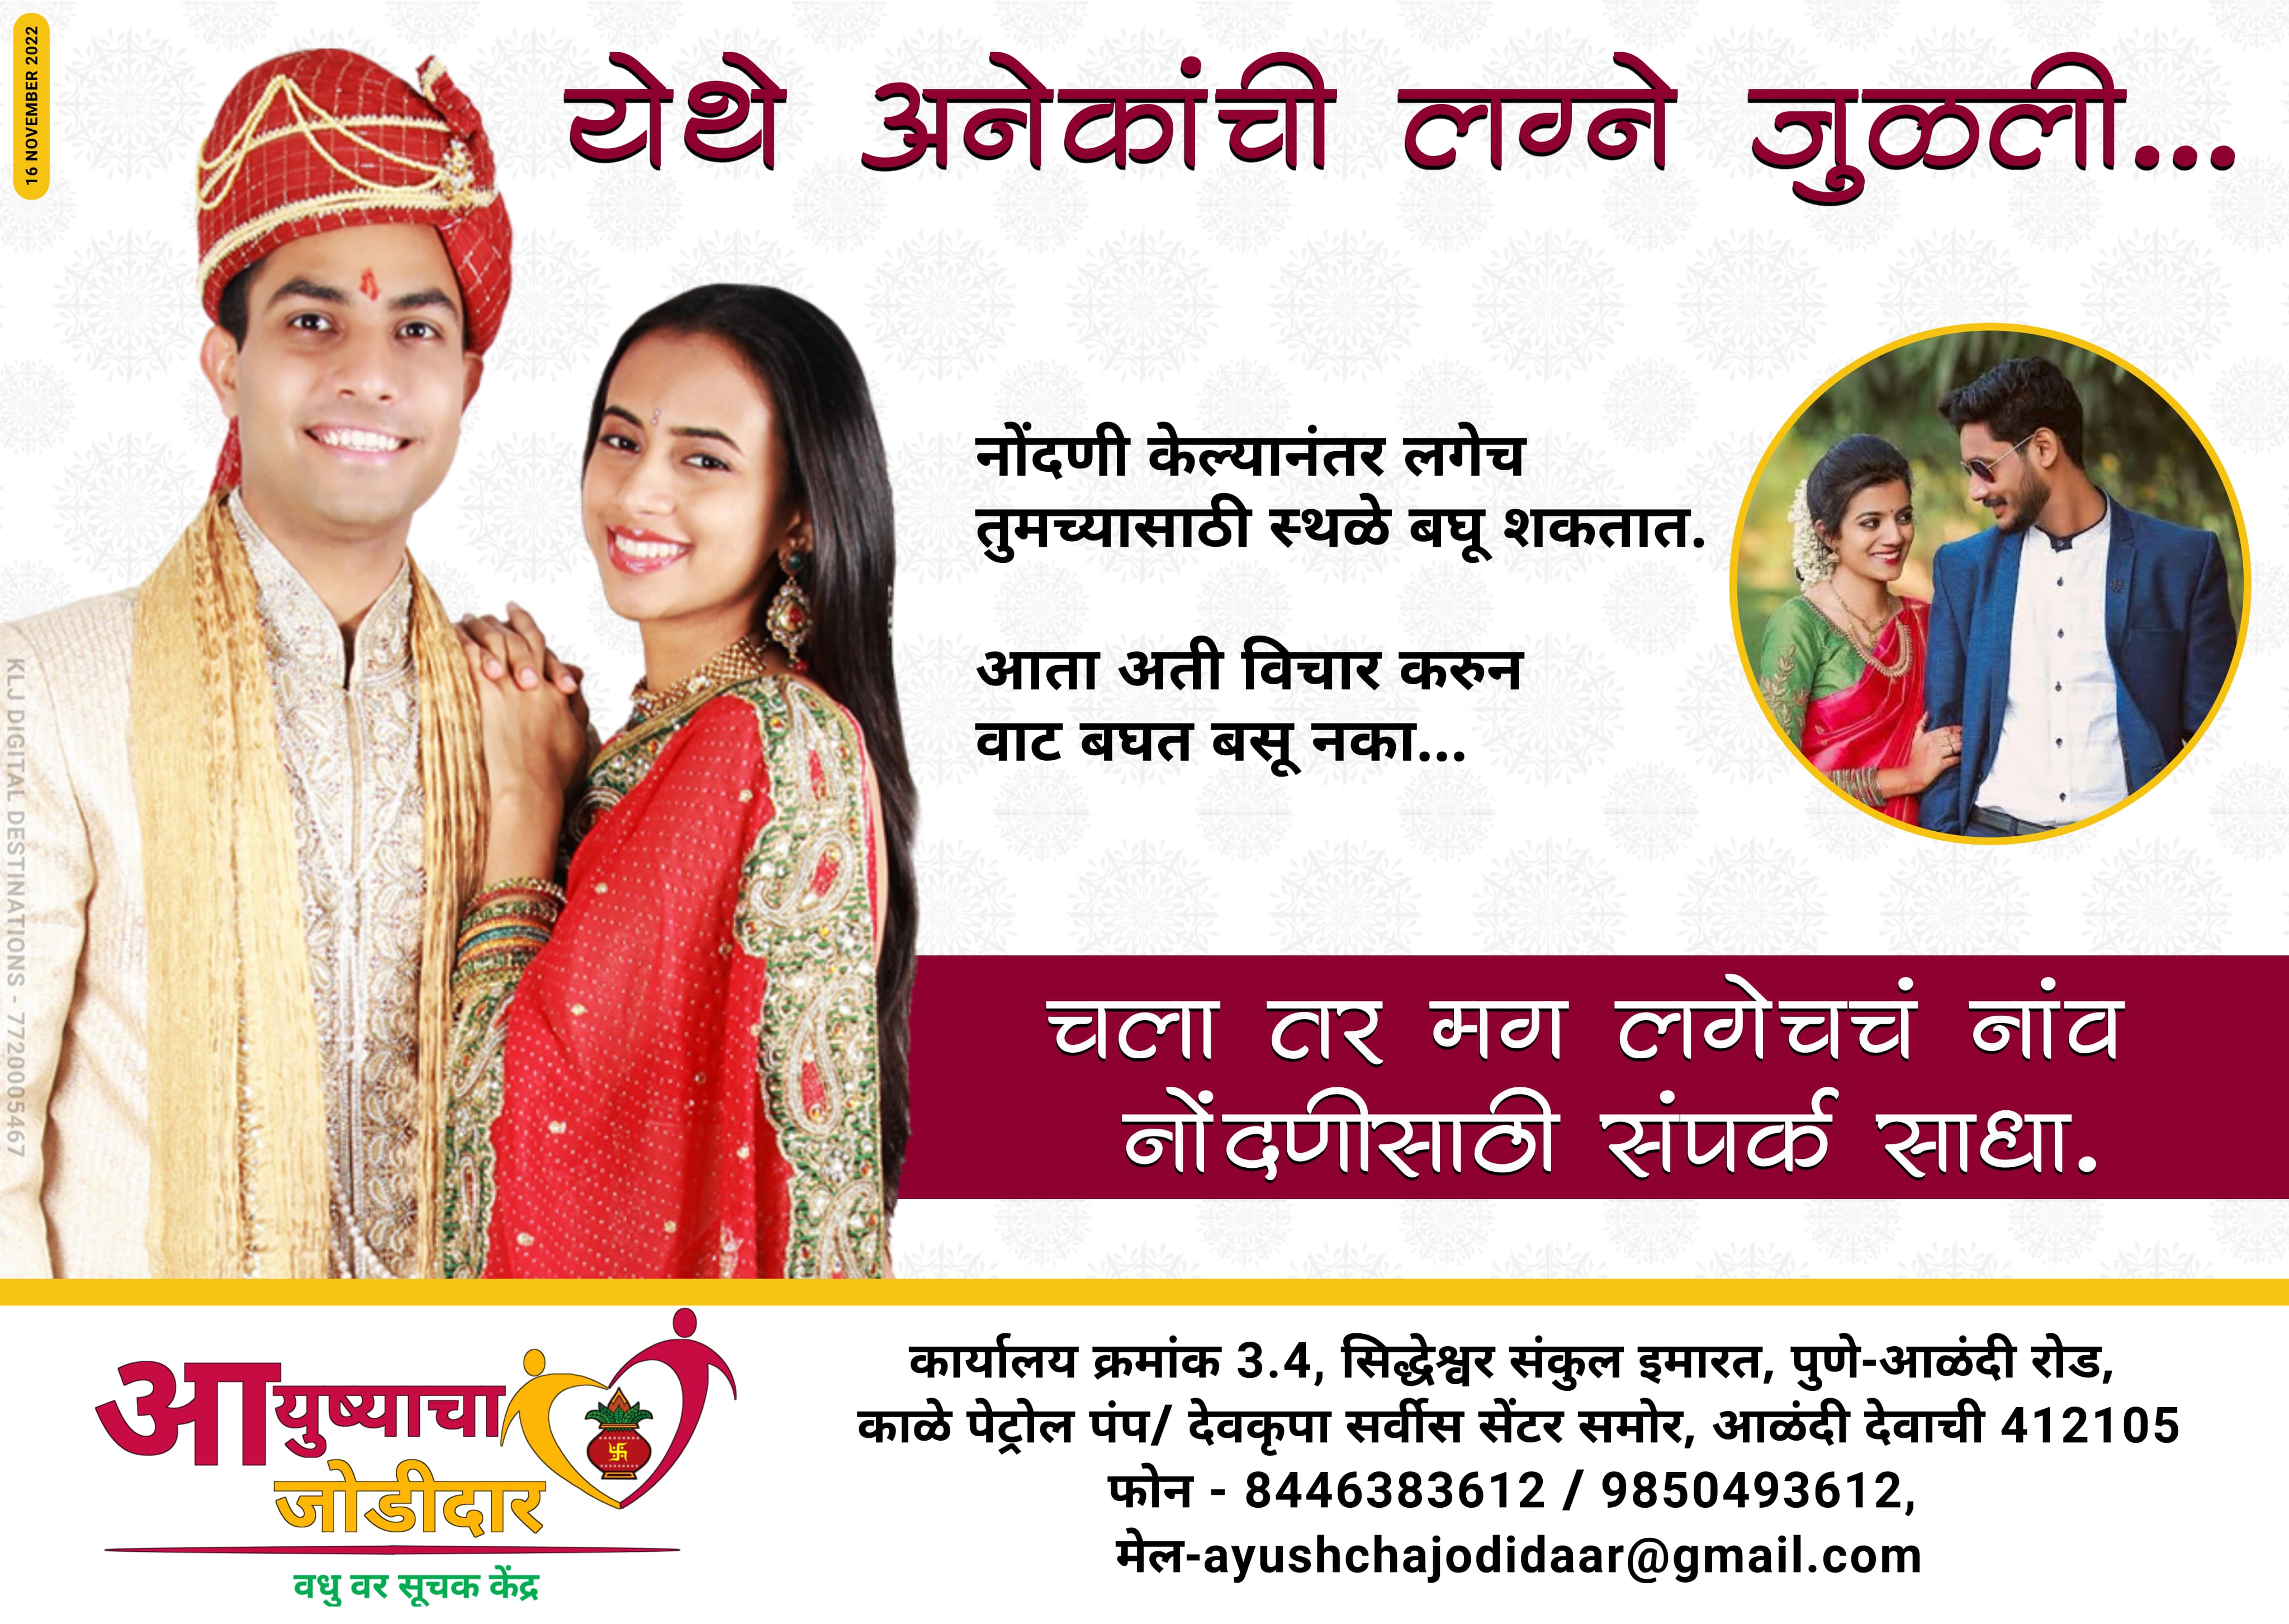 16 NOVEMBER 2022
येथे अनेकांची लग्ने जुळली...
नोंदणी केल्यानंतर लगेच
तुमच्यासाठी स्थळे बघू शकतात.
आता अती विचार करुन
वाट बघत बसू नका...
KLJ DIGITAL DESTINATIONS - 7720005467
चला तर मग लगेचचं नांव
नोंदणीसाठी संपर्क साधा.
आयुष्याचा
जोडीदार
वधु वर सूचक केंद्र
कार्यालय क्रमांक 3.4, सिद्धेश्वर संकुल इमारत, पुणे-आळंदी रोड,
काळे पेट्रोल पंप/ देवकृपा सर्वीस सेंटर समोर, आळंदी देवाची 412105
फोन - 8446383612 / 9850493612,
मेल-ayushchajodidaar@gmail.com